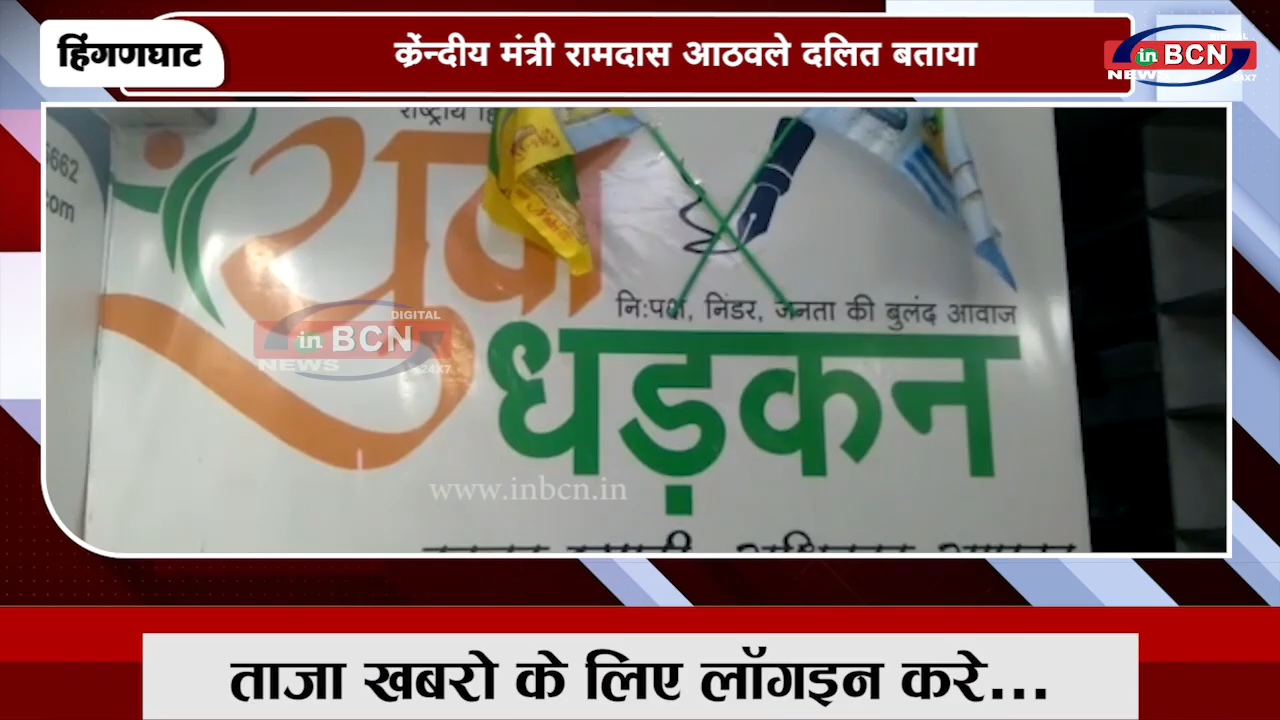 हिंगणघाट
केंन्दीय मंत्री रामदास आठवले दलित बताया
DIGITAL
in BCN
NEWS 24X7
5662
.com
राष्ट्रीय
युवा
नि:पक्ष, निंडर, जनता की बुलंद आवाज
धड़कन
DIGITAL
in BCN
NEWS 24X7
www.inbcn.in
ताजा खबरो के लिए लॉगइन करे...